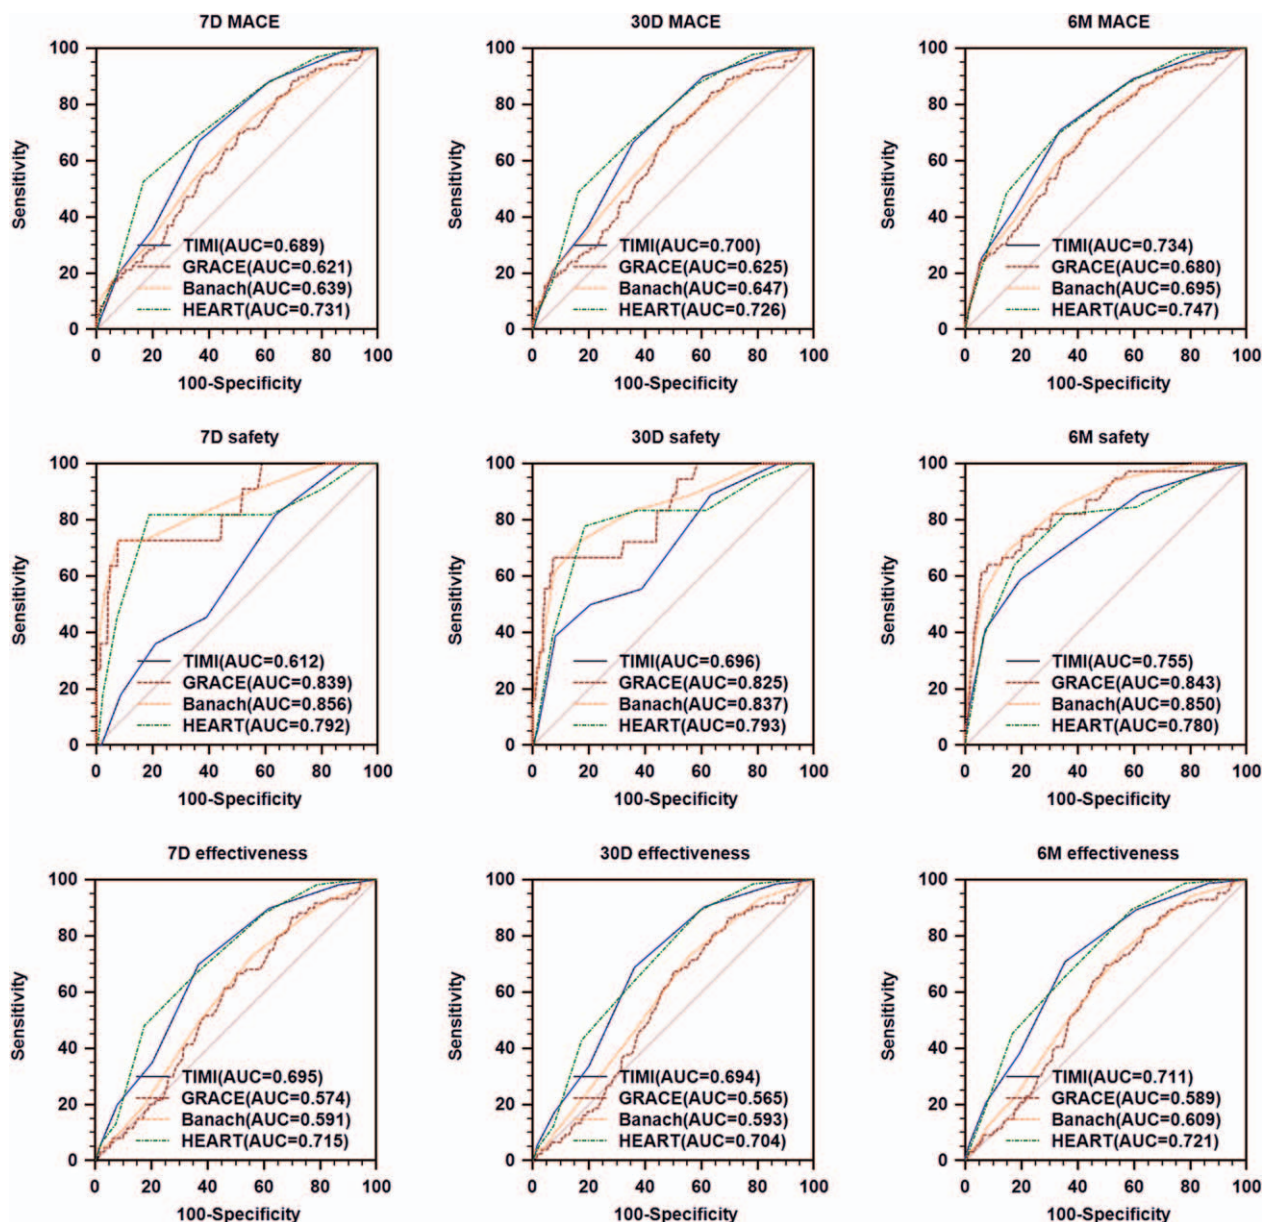 7D MACE
30D MACE
6M MACE
100
80
60
40
20
0
Sensitivity
TIMI(AUC=0.689)
GRACE(AUC=0.621)
Banach(AUC=0.639)
HEART(AUC=0.731)
0 20 40 60 80 100
100-Specificity
100
80
60
40
20
0
Sensitivity
TIMI(AUC=0.700)
GRACE(AUC=0.625)
Banach(AUC=0.647)
HEART(AUC=0.726)
0 20 40 60 80 100
100-Specificity
100
80
60
40
20
0
Sensitivity
TIMI(AUC=0.734)
GRACE(AUC=0.680)
Banach(AUC=0.695)
HEART(AUC=0.747)
0 20 40 60 80 100
100-Specificity
7D safety
30D safety
6M safety
100
80
60
40
20
0
Sensitivity
TIMI(AUC=0.612)
GRACE(AUC=0.839)
Banach(AUC=0.856)
HEART(AUC=0.792)
0 20 40 60 80 100
100-Specificity
100
80
60
40
20
0
Sensitivity
TIMI(AUC=0.696)
GRACE(AUC=0.825)
Banach(AUC=0.837)
HEART(AUC=0.793)
0 20 40 60 80 100
100-Specificity
100
80
60
40
20
0
Sensitivity
TIMI(AUC=0.755)
GRACE(AUC=0.843)
Banach(AUC=0.850)
HEART(AUC=0.780)
0 20 40 60 80 100
100-Specificity
7D effectiveness
30D effectiveness
6M effectiveness
100
80
60
40
20
0
Sensitivity
TIMI(AUC=0.695)
GRACE(AUC=0.574)
Banach(AUC=0.591)
HEART(AUC=0.715)
0 20 40 60 80 100
100-Specificity
100
80
60
40
20
0
Sensitivity
TIMI(AUC=0.694)
GRACE(AUC=0.565)
Banach(AUC=0.593)
HEART(AUC=0.704)
0 20 40 60 80 100
100-Specificity
100
80
60
40
20
0
Sensitivity
TIMI(AUC=0.711)
GRACE(AUC=0.589)
Banach(AUC=0.609)
HEART(AUC=0.721)
0 20 40 60 80 100
100-Specificity